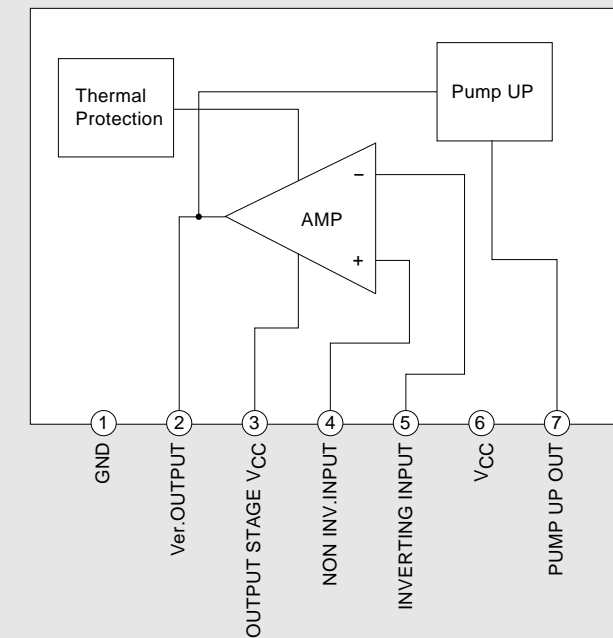 Thermal
Protection
Pump UP
AMP
−
+
1
2
3
4
5
6
7
GND
Ver.OUTPUT
OUTPUT STAGE VCC
NON INV.INPUT
INVERTING INPUT
VCC
PUMP UP OUT